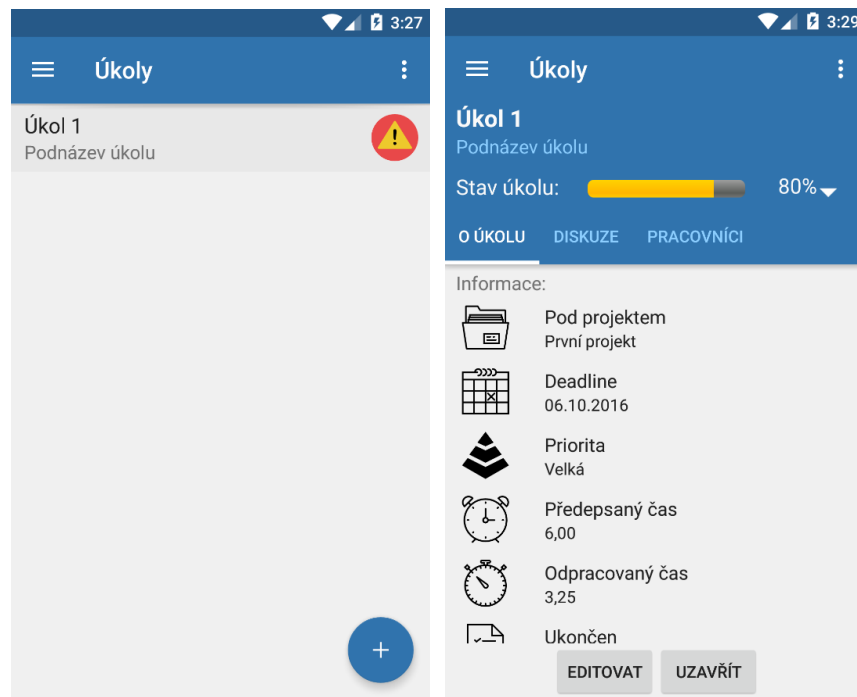 3:27
Úkoly
Úkol 1
Podnázev úkolu
+
3:29
Úkoly
Úkol 1
Podnázev úkolu
Stav úkolu: 80%
O ÚKOLU DISKUZE PRACOVNÍCI
Informace:
Pod projektem
První projekt
Deadline
06.10.2016
Priorita
Velká
Předepsaný čas
6,00
Odpracovaný čas
3,25
Ukončen
EDITOVAT UZAVŘÍT